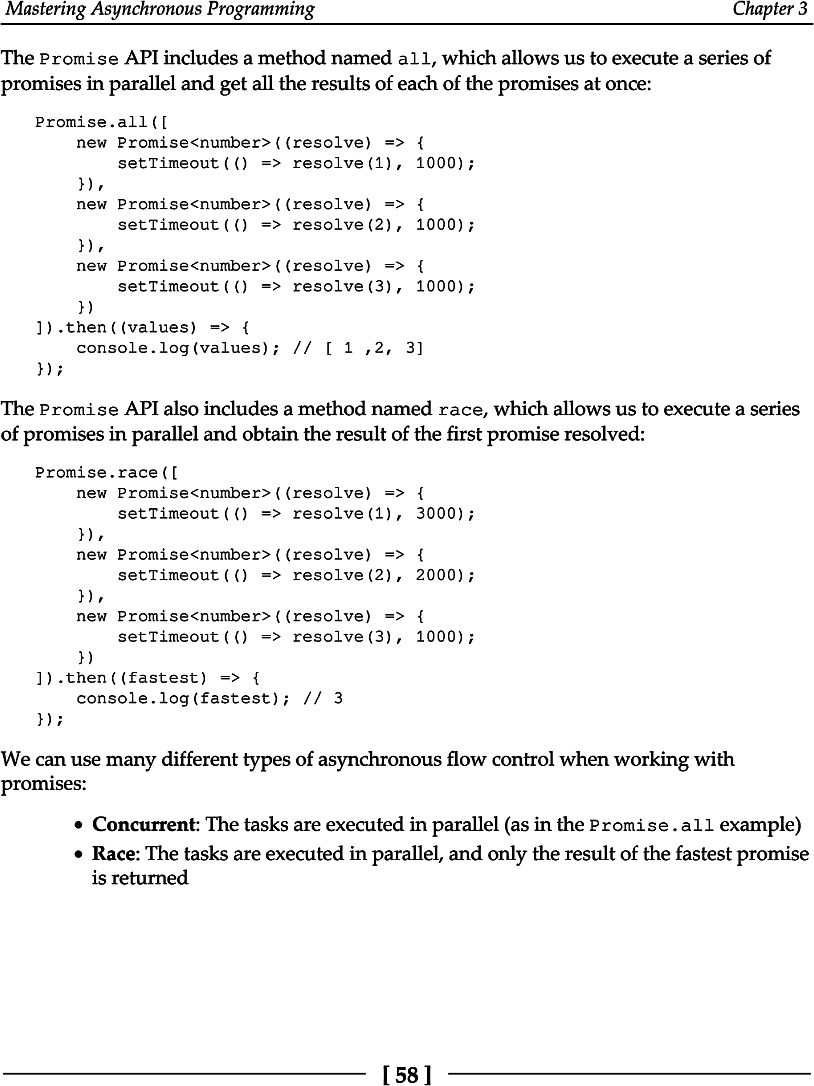 Mastering Asynchronous Programming Chapter 3
The Promise API includes a method named all, which allows us to execute a series of
promises in parallel and get all the results of each of the promises at once:
Promise.all([
    new Promise<number>((resolve) => {
        setTimeout(() => resolve(1), 1000);
    }),
    new Promise<number>((resolve) => {
        setTimeout(() => resolve(2), 1000);
    }),
    new Promise<number>((resolve) => {
        setTimeout(() => resolve(3), 1000);
    })
]).then((values) => {
    console.log(values); // [ 1 ,2, 3]
});
The Promise API also includes a method named race, which allows us to execute a series
of promises in parallel and obtain the result of the first promise resolved:
Promise.race([
    new Promise<number>((resolve) => {
        setTimeout(() => resolve(1), 3000);
    }),
    new Promise<number>((resolve) => {
        setTimeout(() => resolve(2), 2000);
    }),
    new Promise<number>((resolve) => {
        setTimeout(() => resolve(3), 1000);
    })
]).then((fastest) => {
    console.log(fastest); // 3
});
We can use many different types of asynchronous flow control when working with
promises:
• Concurrent: The tasks are executed in parallel (as in the Promise.all example)
• Race: The tasks are executed in parallel, and only the result of the fastest promise
is returned
[ 58 ]